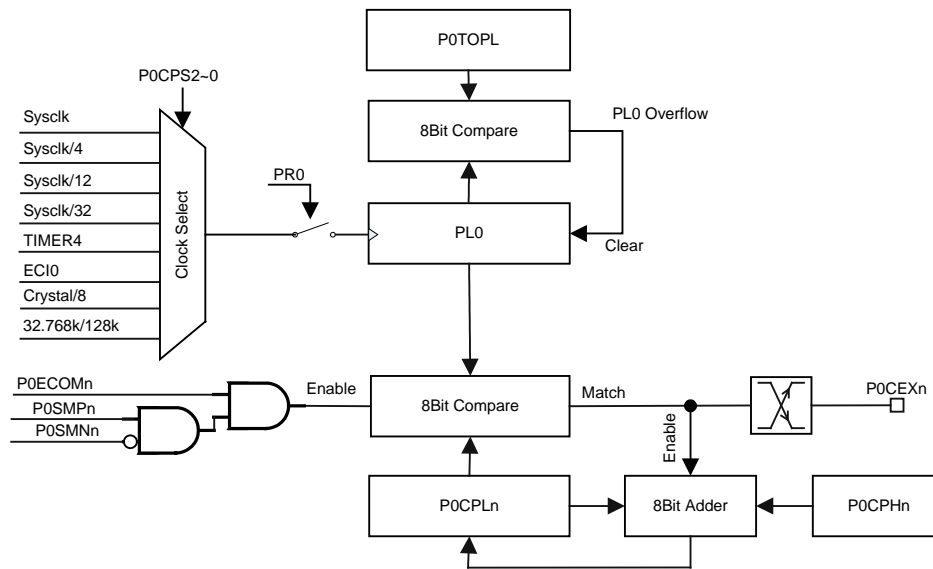 P0TOPL
P0CPS2~0
Sysclk
Sysclk/4
Sysclk/12
Sysclk/32
TIMER4
ECI0
Crystal/8
32.768k/128k
Clock Select
PR0
8Bit Compare
PL0 Overflow
PL0
Clear
P0ECOMn
P0SMPn
P0SMNn
Enable
8Bit Compare
Match
P0CEXn
Enable
P0CPLn
8Bit Adder
P0CPHn